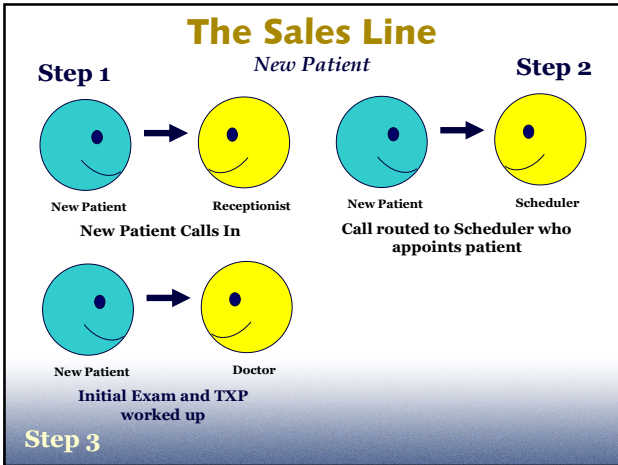 The Sales Line
New Patient
Step 1
New Patient
Receptionist
New Patient Calls In
Step 2
New Patient
Scheduler
Call routed to Scheduler who
appoints patient
New Patient
Doctor
Initial Exam and TXP
worked up
Step 3